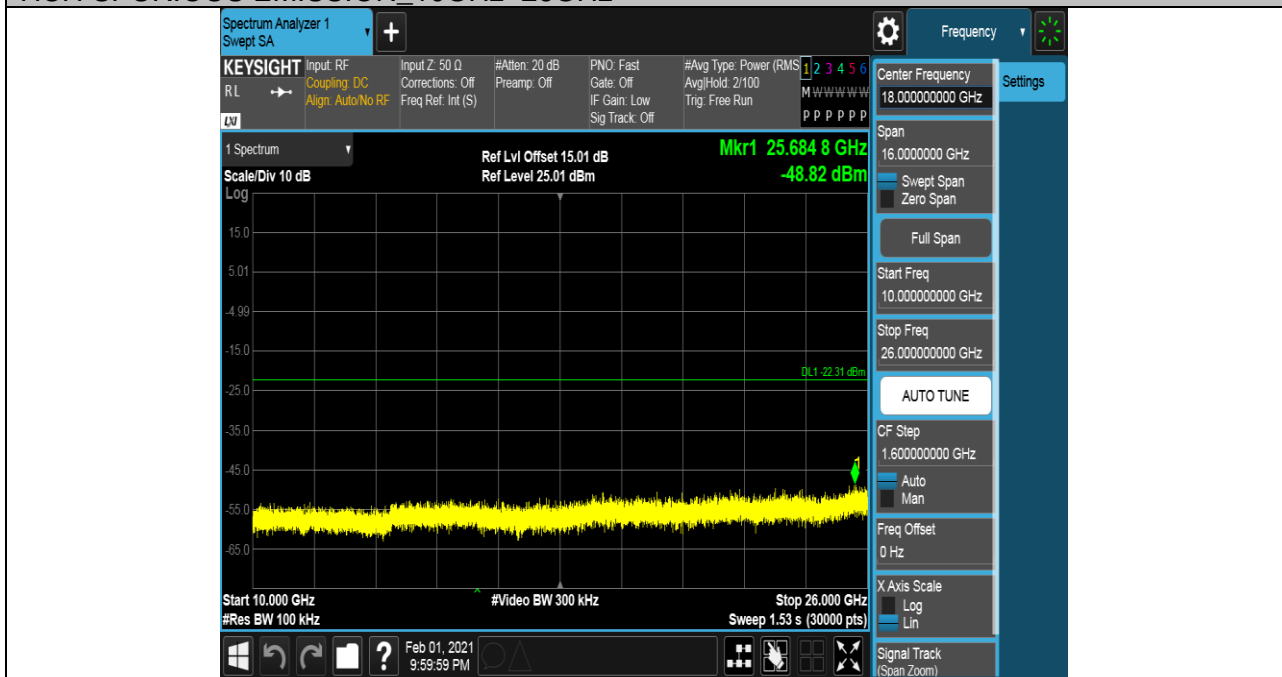 Spectrum Analyzer 1
Swept SA
+
Frequency
KEYSIGHT
RL
LXI
Input: RF
Coupling: DC
Align: Auto/No RF
Input Z: 50 Ω
Corrections: Off
Freq Ref: Int (S)
#Atten: 20 dB
Preamp: Off
PNO: Fast
Gate: Off
IF Gain: Low
Sig Track: Off
#Avg Type: Power (RMS
Avg|Hold: 2/100
Trig: Free Run
1 2 3 4 5 6
M W W W W W
P P P P P P
Center Frequency
18.000000000 GHz
Settings
1 Spectrum
Scale/Div 10 dB
Ref Lvl Offset 15.01 dB
Ref Level 25.01 dBm
Mkr1 25.684 8 GHz
-48.82 dBm
Span
16.0000000 GHz
Swept Span
Zero Span
Full Span
Start Freq
10.000000000 GHz
Stop Freq
26.000000000 GHz
AUTO TUNE
CF Step
1.600000000 GHz
Auto
Man
Freq Offset
0 Hz
X Axis Scale
Log
Lin
Signal Track
(Span Zoom)
Log
15.0
5.01
-4.99
-15.0
-25.0
-35.0
-45.0
-55.0
-65.0
DL1 -22.31 dBm
1
Start 10.000 GHz
#Res BW 100 kHz
#Video BW 300 kHz
Stop 26.000 GHz
Sweep 1.53 s (30000 pts)
?
Feb 01, 2021
9:59:59 PM